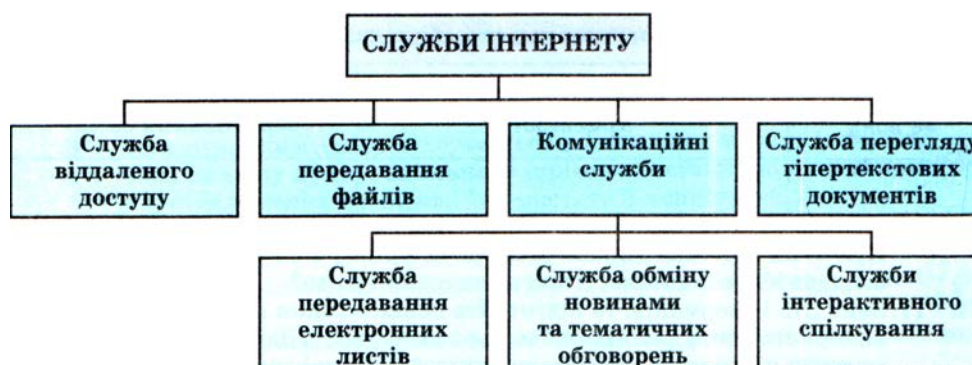 СЛУЖБИ ІНТЕРНЕТУ
Служба
віддаленого
доступу
Служба
передавання
файлів
Комунікаційні
служби
Служба перегляду
гіпертекстових
документів
Служба
передавання
електронних
листів
Служба обміну
новинами
та тематичних
обговорень
Служби
інтерактивного
спілкування